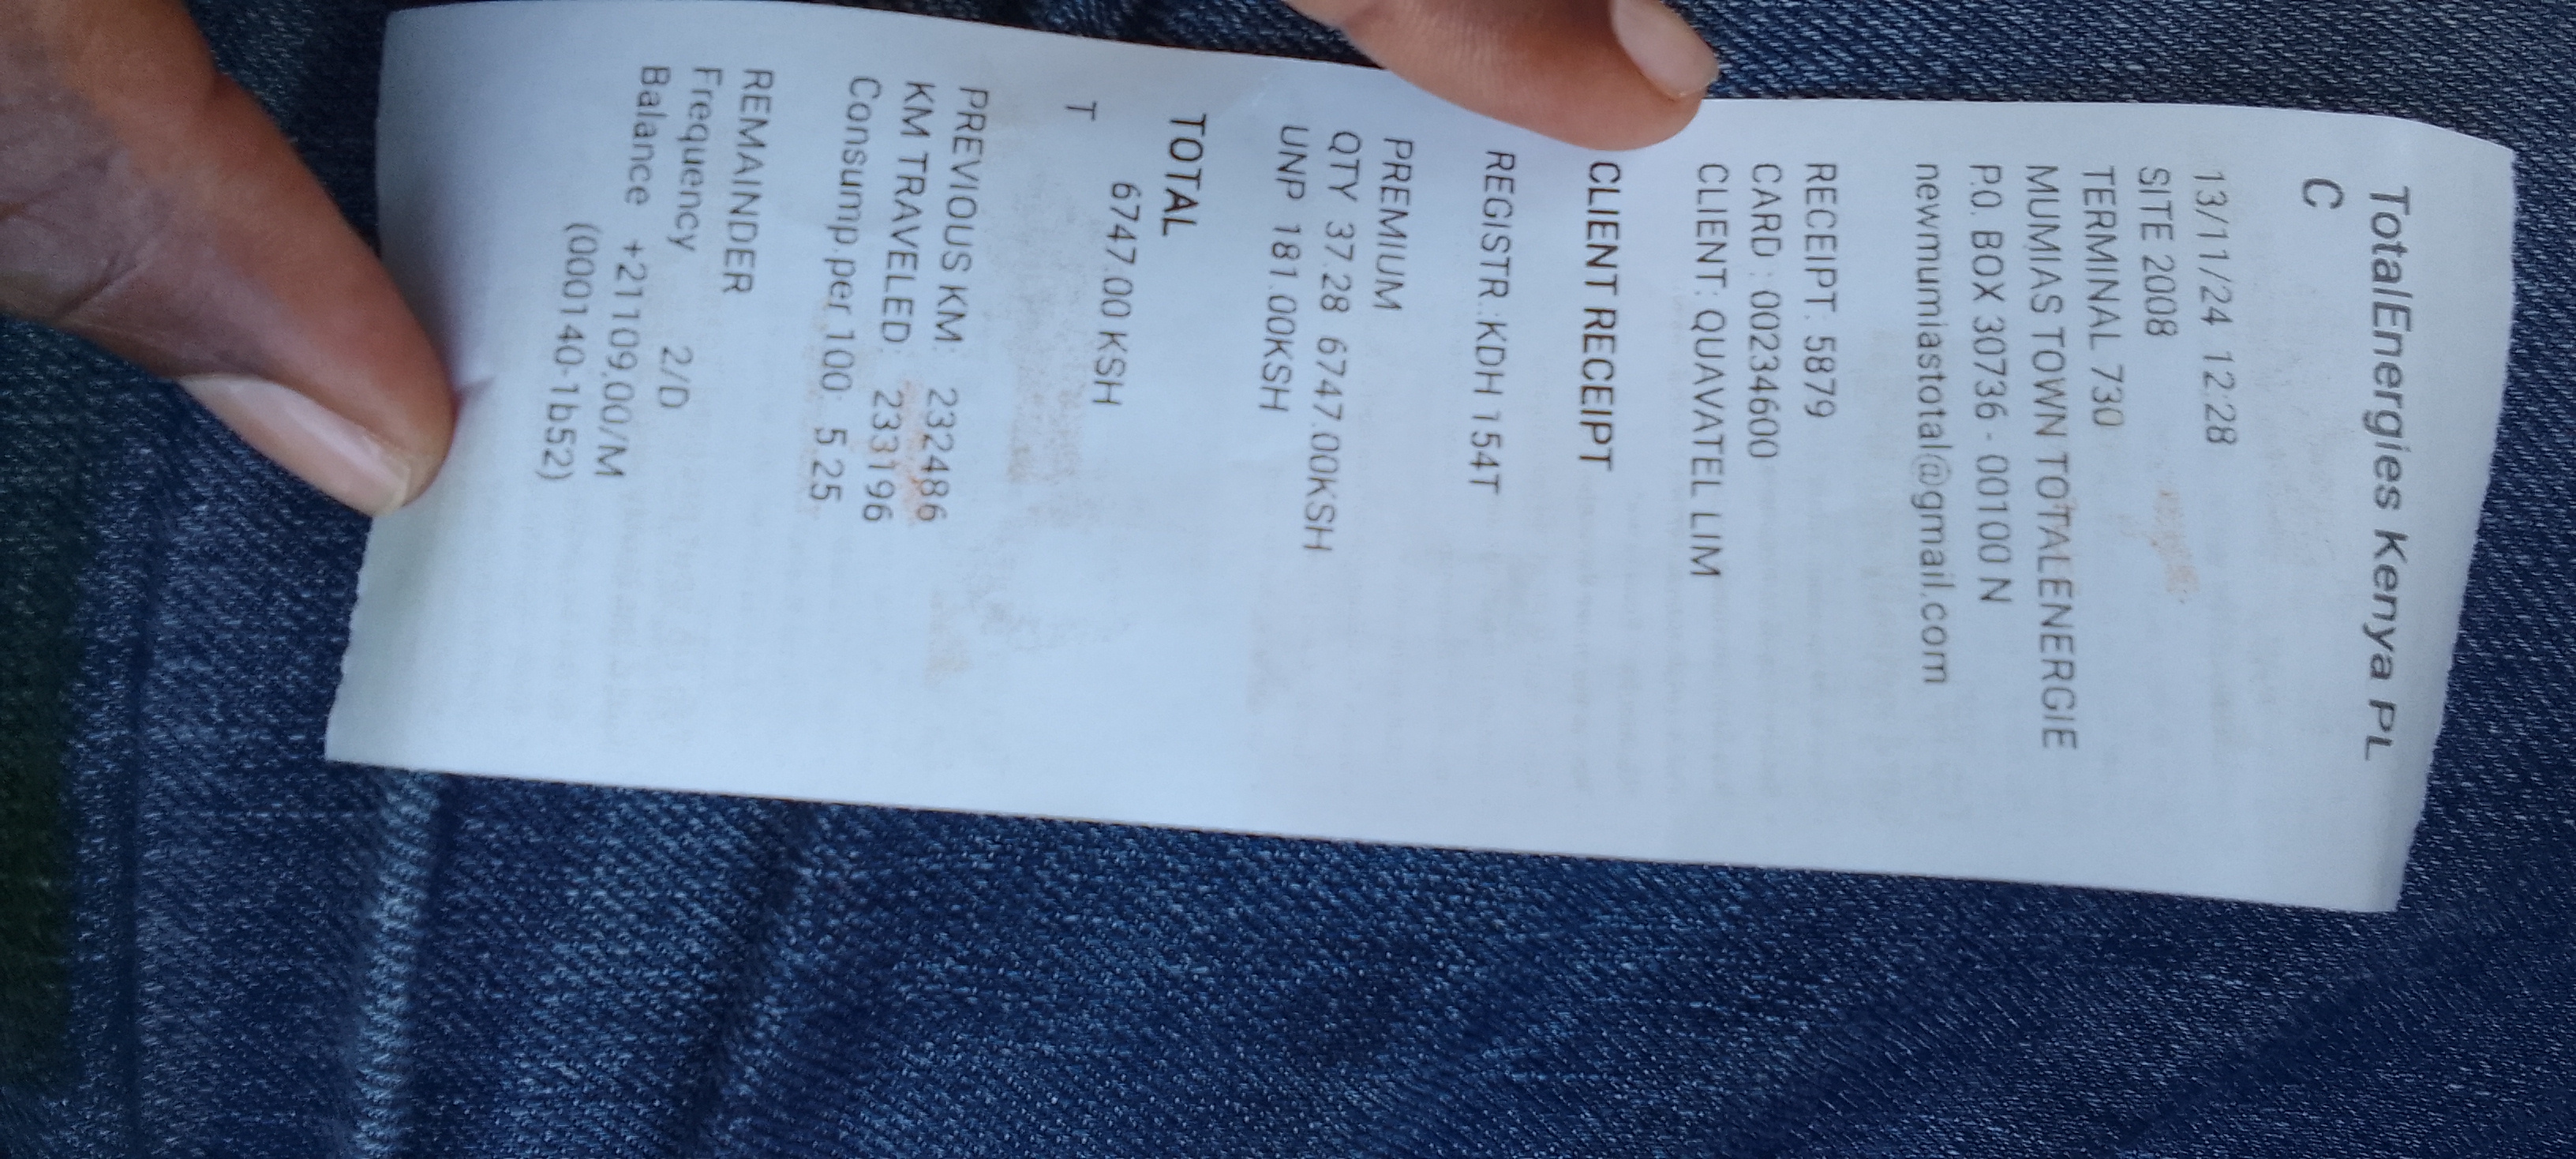 TotalEnergies Kenya PL
C
13/11/24 12:28
SITE 2008
TERMINAL 730
MUMIAS TOWN TOTALENERGIE
P.O. BOX 30736 - 00100 N
newmumiastotal@gmail.com
RECEIPT: 5879
CARD : 00234600
CLIENT: QUAVATEL LIM
CLIENT RECEIPT
REGISTR.:KDH 154T
PREMIUM
QTY 37.28 6747.00KSH
UNP 181.00KSH
TOTAL
6747.00 KSH
T
PREVIOUS KM: 232486
KM TRAVELED: 233196
Consump.per 100: 5.25
REMAINDER
Frequency 2/D
Balance +21109.00/M
(000140-1b52)